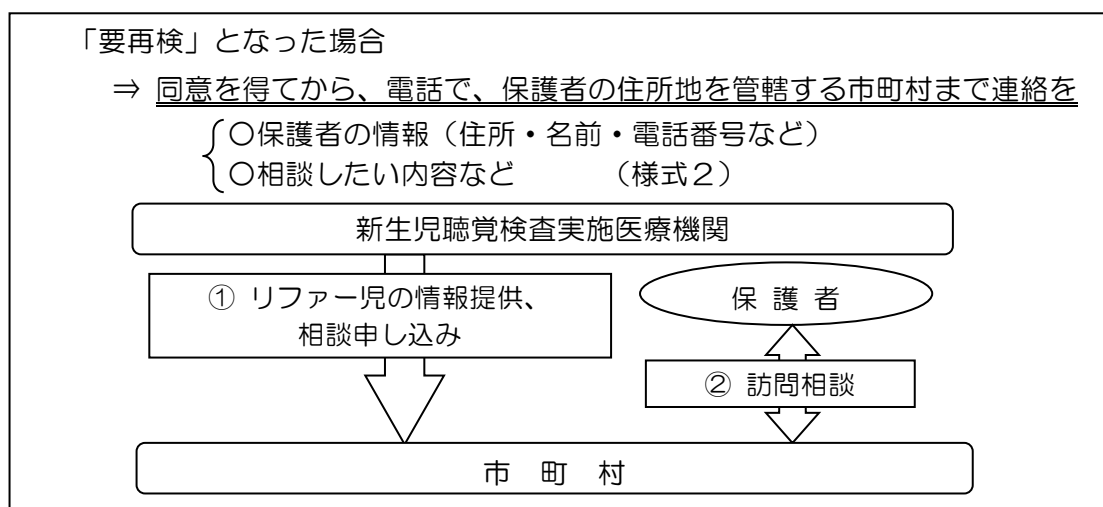 「要再検」となった場合
⇒ 同意を得てから、電話で、保護者の住所地を管轄する市町村まで連絡を
〇保護者の情報（住所・名前・電話番号など）
〇相談したい内容など　　　（様式２）
新生児聴覚検査実施医療機関
① リファー児の情報提供、
相談申し込み
保 護 者
② 訪問相談
市 町 村